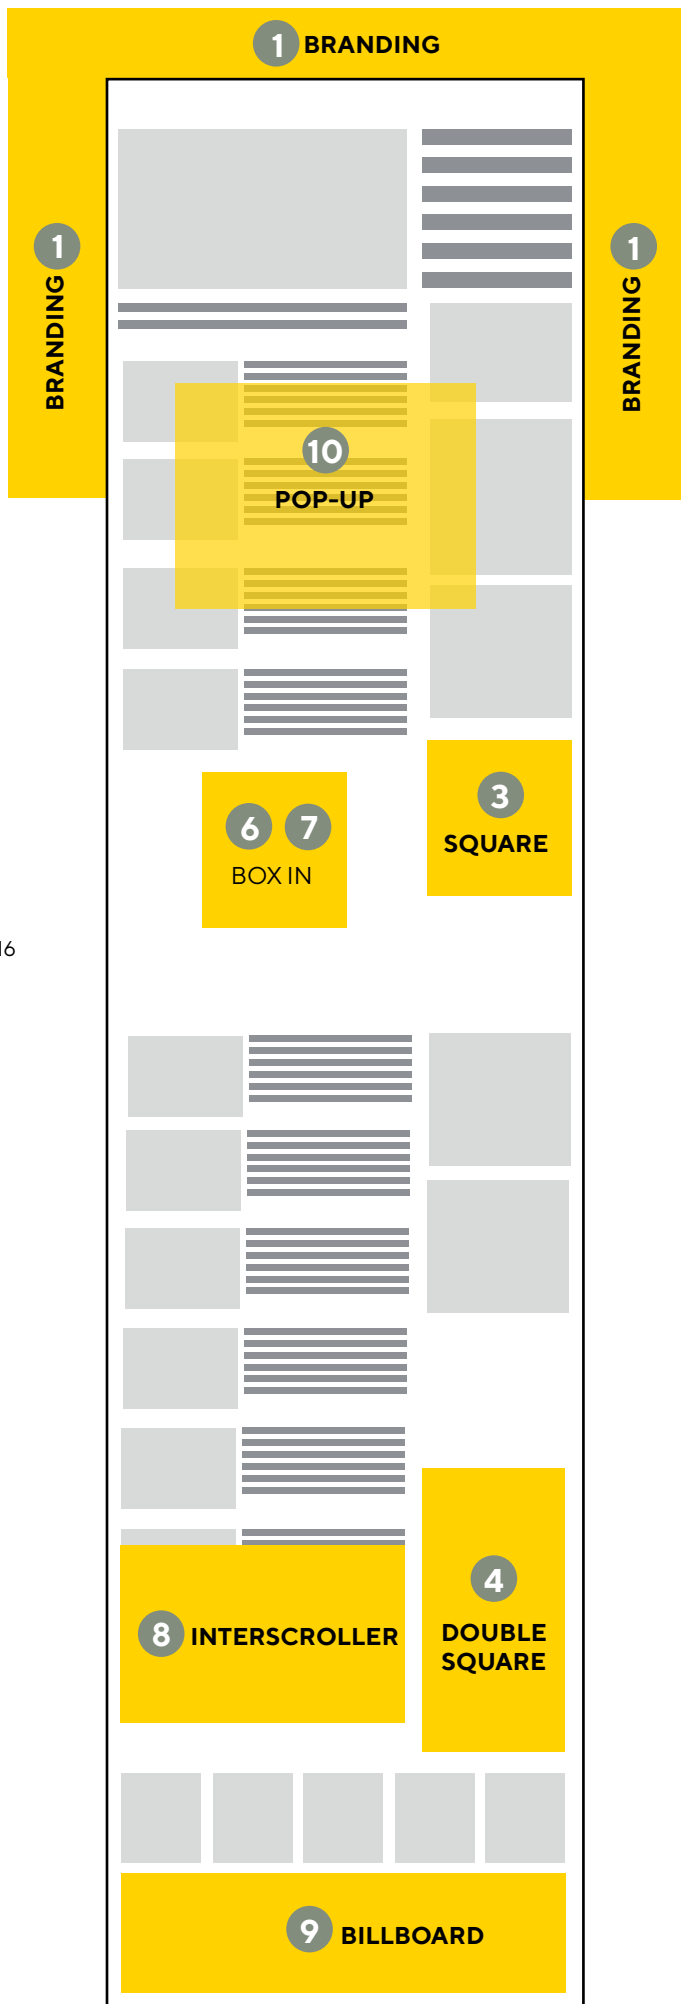 1 BRANDING
1 BRANDING
1 BRANDING
10
POP-UP
3
SQUARE
6 7
BOX IN
16
4
DOUBLE
SQUARE
8 INTERSCROLLER
9 BILLBOARD